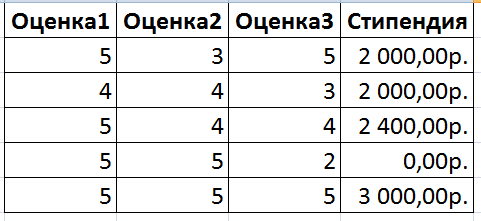 Оценка1 Оценка2 Оценка3 Стипендия
5 3 5 2 000,00р.
4 4 3 2 000,00р.
5 4 4 2 400,00р.
5 5 2 0,00р.
5 5 5 3 000,00р.